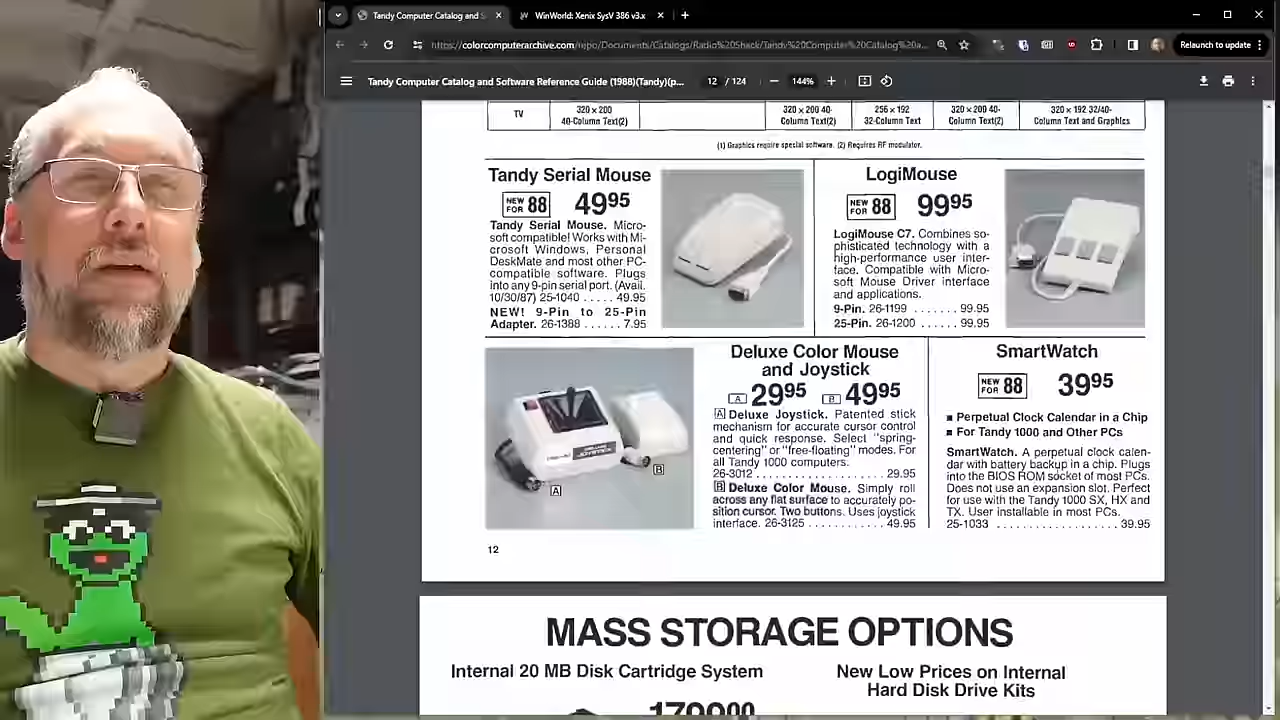 Tandy Computer Catalog and S
WinWorld: Xenix SysV 386 v3.x
https://colorcomputerarchive.com/repo/Documents/Catalogs/Radio%20Shack/Tandy%20Computer%20Catalog%20a...
Relaunch to update
Tandy Computer Catalog and Software Reference Guide (1988)(Tandy)(p...
12 / 124
144%
TV
320 x 200
40-Column Text(2)
320 x 200 40-
Column Text(2)
256 x 192
32-Column Text
320 x 200 40-
Column Text(2)
320 x 192 32/40-
Column Text and Graphics
(1) Graphics require special software. (2) Requires RF modulator.
Tandy Serial Mouse
NEW FOR 88 4995
Tandy Serial Mouse. Micro-
soft compatible! Works with Mi-
crosoft Windows, Personal
DeskMate and most other PC-
compatible software. Plugs
into any 9-pin serial port. (Avail.
10/30/87) 25-1040 ..... 49.95
NEW! 9-Pin to 25-Pin
Adapter. 26-1388 ...... 7.95
LogiMouse
NEW FOR 88 9995
LogiMouse C7. Combines so-
phisticated technology with a
high-performance user inter-
face. Compatible with Micro-
soft Mouse Driver interface
and applications.
9-Pin. 26-1199 ....... 99.95
25-Pin. 26-1200 ...... 99.95
A
B
Deluxe Color Mouse
and Joystick
A 2995 B 4995
A Deluxe Joystick. Patented stick
mechanism for accurate cursor control
and quick response. Select "spring-
centering" or "free-floating" modes. For
all Tandy 1000 computers.
26-3012 .................... 29.95
B Deluxe Color Mouse. Simply roll
across any flat surface to accurately po-
sition cursor. Two buttons. Uses joystick
interface. 26-3125 ........... 49.95
SmartWatch
NEW FOR 88 3995
■ Perpetual Clock Calendar in a Chip
■ For Tandy 1000 and Other PCs
SmartWatch. A perpetual clock calen-
dar with battery backup in a chip. Plugs
into the BIOS ROM socket of most PCs.
Does not use an expansion slot. Perfect
for use with the Tandy 1000 SX, HX and
TX. User installable in most PCs.
25-1033 .................... 39.95
12
MASS STORAGE OPTIONS
Internal 20 MB Disk Cartridge System
179900
New Low Prices on Internal
Hard Disk Drive Kits